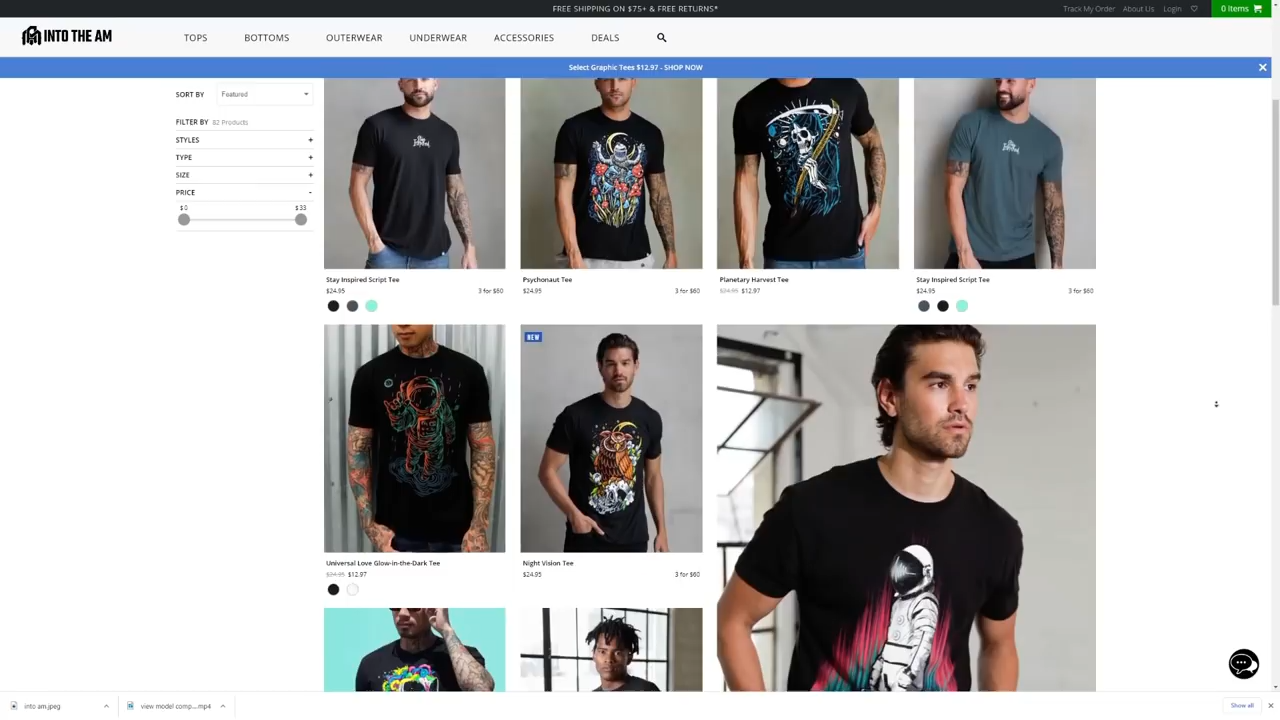 FREE SHIPPING ON $75+ & FREE RETURNS*
Track My Order About Us Login 0 Items
INTO THE AM
TOPS BOTTOMS OUTERWEAR UNDERWEAR ACCESSORIES DEALS
Select Graphic Tees $12.97 - SHOP NOW
SORT BY Featured
FILTER BY 82 Products
STYLES +
TYPE +
SIZE +
PRICE -
$0 $33
Stay Inspired Script Tee
$24.95 3 for $60
Psychonaut Tee
$24.95 3 for $60
Planetary Harvest Tee
$24.95 $12.97
Stay Inspired Script Tee
$24.95 3 for $60
NEW
Universal Love Glow-in-the-Dark Tee
$24.95 $12.97
Night Vision Tee
$24.95 3 for $60
into am.jpeg
view model comp....mp4
Show all